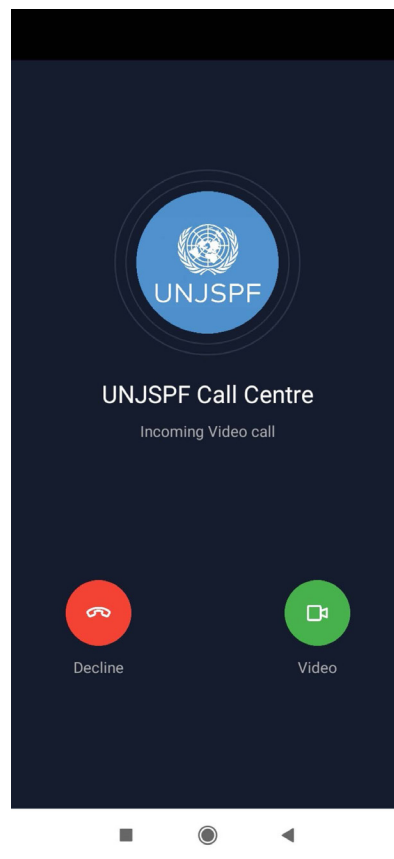 UNJSPF
UNJSPF Call Centre
Incoming Video call
Decline
Video